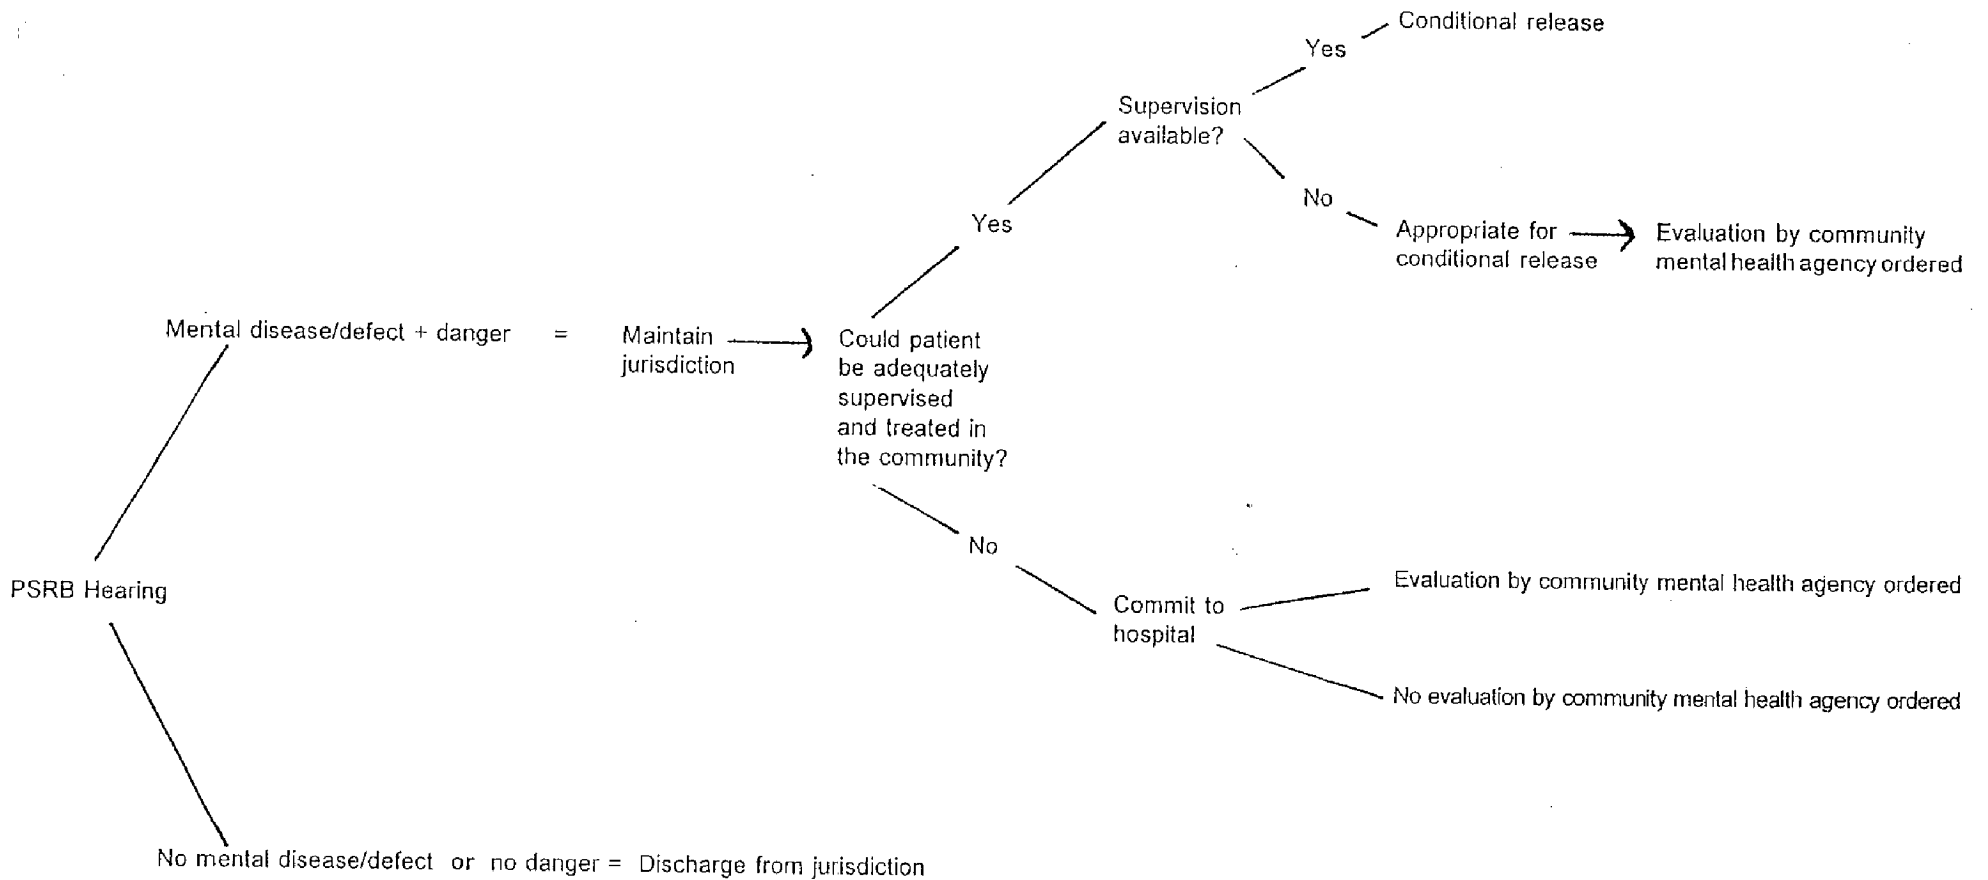 Conditional release
Yes
Supervision
available?
No
Appropriate for
conditional release
Evaluation by community
mental health agency ordered
Yes
Mental disease/defect + danger = Maintain
jurisdiction
Could patient
be adequately
supervised
and treated in
the community?
No
PSRB Hearing
Commit to
hospital
Evaluation by community mental health agency ordered
No evaluation by community mental health agency ordered
No mental disease/defect or no danger = Discharge from jurisdiction